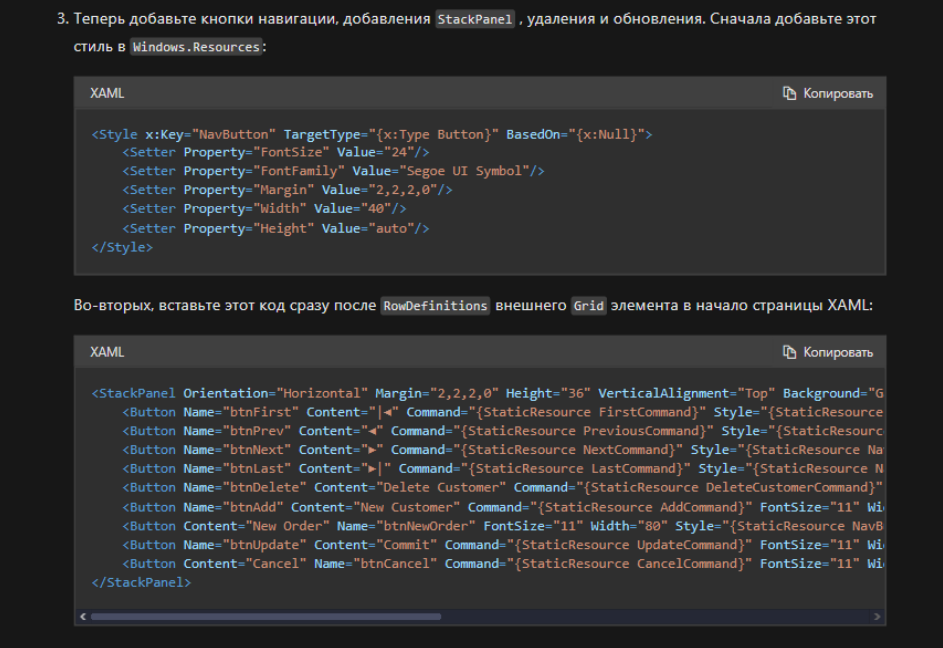 3. Теперь добавьте кнопки навигации, добавления StackPanel , удаления и обновления. Сначала добавьте этот
стиль в Windows.Resources:
XAML
Копировать
<Style x:Key="NavButton" TargetType="{x:Type Button}" BasedOn="{x:Null}">
    <Setter Property="FontSize" Value="24"/>
    <Setter Property="FontFamily" Value="Segoe UI Symbol"/>
    <Setter Property="Margin" Value="2,2,2,0"/>
    <Setter Property="Width" Value="40"/>
    <Setter Property="Height" Value="auto"/>
</Style>
Во-вторых, вставьте этот код сразу после RowDefinitions внешнего Grid элемента в начало страницы XAML:
XAML
Копировать
<StackPanel Orientation="Horizontal" Margin="2,2,2,0" Height="36" VerticalAlignment="Top" Background="G
    <Button Name="btnFirst" Content="|◄" Command="{StaticResource FirstCommand}" Style="{StaticResource
    <Button Name="btnPrev" Content="◄" Command="{StaticResource PreviousCommand}" Style="{StaticResourc
    <Button Name="btnNext" Content="►" Command="{StaticResource NextCommand}" Style="{StaticResource Na
    <Button Name="btnLast" Content="►|" Command="{StaticResource LastCommand}" Style="{StaticResource N
    <Button Name="btnDelete" Content="Delete Customer" Command="{StaticResource DeleteCustomerCommand}"
    <Button Name="btnAdd" Content="New Customer" Command="{StaticResource AddCommand}" FontSize="11" Wi
    <Button Content="New Order" Name="btnNewOrder" FontSize="11" Width="80" Style="{StaticResource NavB
    <Button Name="btnUpdate" Content="Commit" Command="{StaticResource UpdateCommand}" FontSize="11" Wi
    <Button Content="Cancel" Name="btnCancel" Command="{StaticResource CancelCommand}" FontSize="11" Wi
</StackPanel>